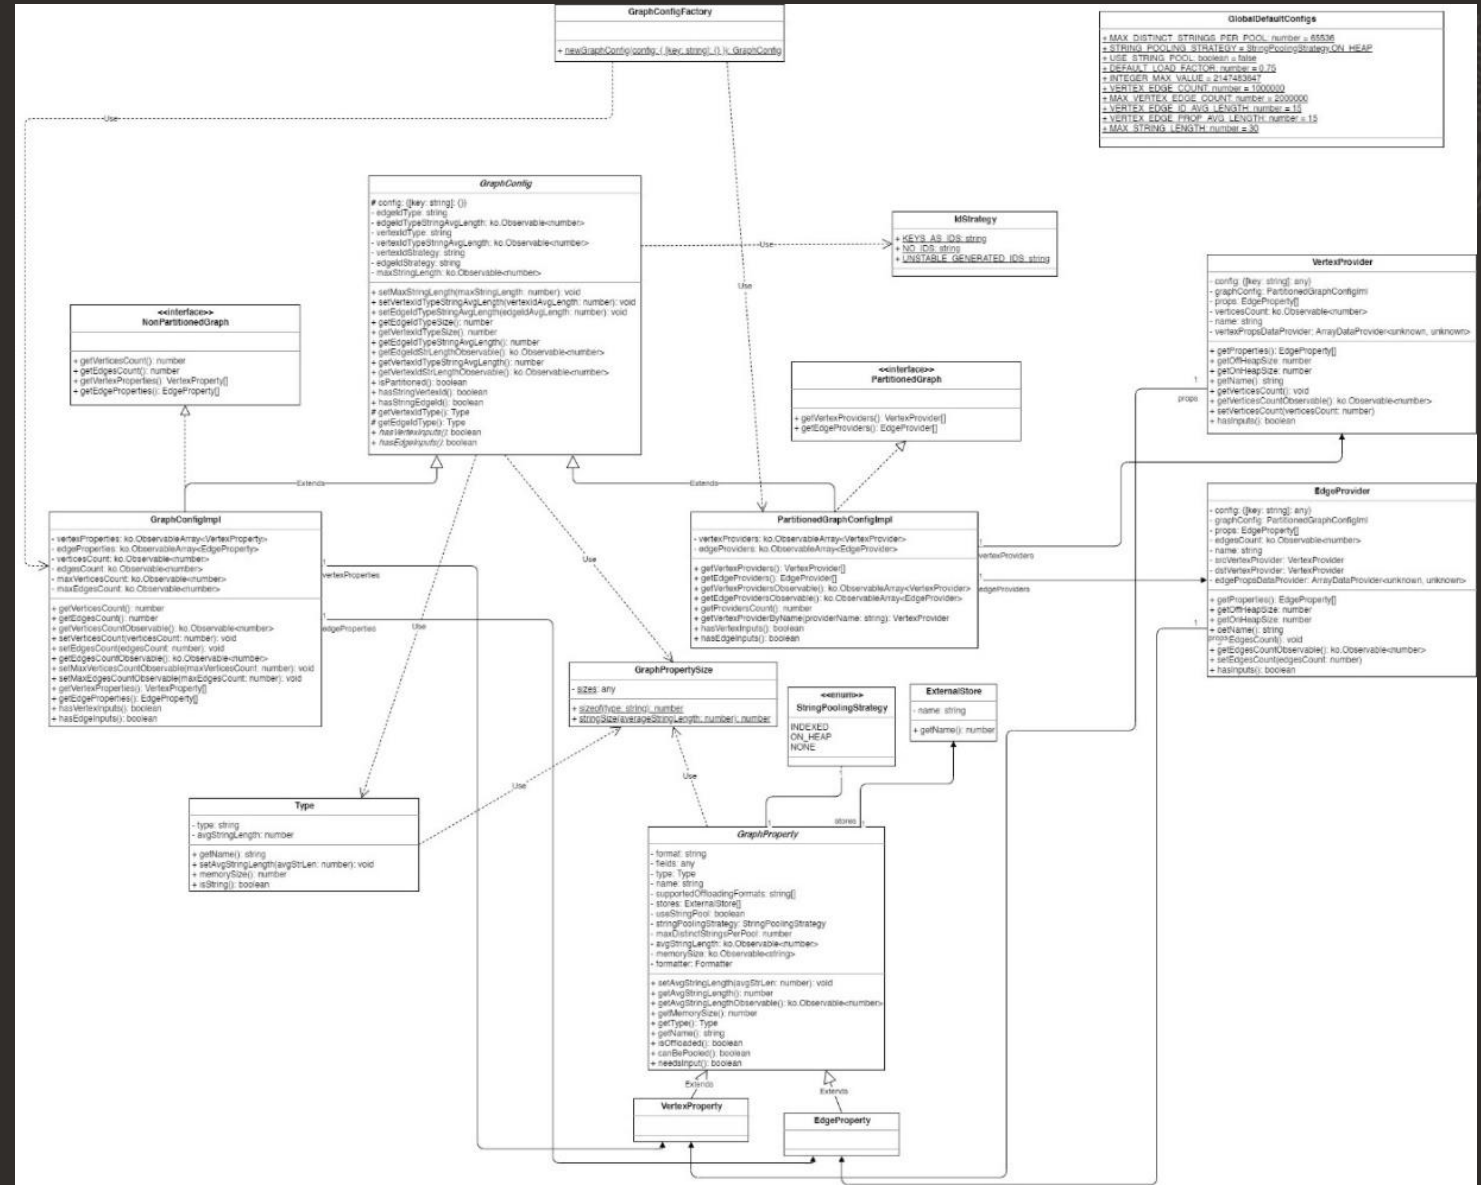 GraphConfigFactory
+ newGraphConfig(config: { [key: string]: {} }): GraphConfig
GlobalDefaultConfigs
+ MAX_DISTINCT_STRINGS_PER_POOL: number = 65536
+ STRING_POOLING_STRATEGY = StringPoolingStrategy.ON_HEAP
+ USE_STRING_POOL: boolean = false
+ DEFAULT_LOAD_FACTOR: number = 0.75
+ INTEGER_MAX_VALUE = 2147483647
+ VERTEX_EDGE_COUNT: number = 1000000
+ MAX_VERTEX_EDGE_COUNT: number = 2000000
+ VERTEX_EDGE_ID_AVG_LENGTH: number = 15
+ VERTEX_EDGE_PROP_AVG_LENGTH: number = 15
+ MAX_STRING_LENGTH: number = 30
Use
GraphConfig
# config: {[key: string]: {}}
- edgeIdType: string
- edgeIdTypeStringAvgLength: ko.Observable<number>
- vertexIdType: string
- vertexIdTypeStringAvgLength: ko.Observable<number>
- vertexIdStrategy: string
- edgeIdStrategy: string
- maxStringLength: ko.Observable<number>
+ setMaxStringLength(maxStringLength: number): void
+ setVertexIdTypeStringAvgLength(vertexIdAvgLength: number): void
+ setEdgeIdTypeStringAvgLength(edgeIdAvgLength: number): void
+ getEdgeIdTypeSize(): number
+ getVertexIdTypeSize(): number
+ getEdgeIdTypeStringAvgLength(): number
+ getEdgeIdStrLengthObservable(): ko.Observable<number>
+ getVertexIdTypeStringAvgLength(): number
+ getVertexIdStrLengthObservable(): ko.Observable<number>
+ isPartitioned(): boolean
+ hasStringVertexId(): boolean
+ hasStringEdgeId(): boolean
# getVertexIdType(): Type
# getEdgeIdType(): Type
+ hasVertexInputs(): boolean
+ hasEdgeInputs(): boolean
Use
IdStrategy
+ KEYS_AS_IDS: string
+ NO_IDS: string
+ UNSTABLE_GENERATED_IDS: string
Use
VertexProvider
- config: {[key: string]: any}
- graphConfig: PartitionedGraphConfigIml
- props: EdgeProperty[]
- verticesCount: ko.Observable<number>
- name: string
- vertexPropsDataProvider: ArrayDataProvider<unknown, unknown>
+ getProperties(): EdgeProperty[]
+ getOffHeapSize: number
+ getOnHeapSize: number
+ getName(): string
+ getVerticesCount(): void
+ getVerticesCountObservable(): ko.Observable<number>
+ setVerticesCount(verticesCount: number)
+ hasInputs(): boolean
1
props
<<interface>>
NonPartitionedGraph
+ getVerticesCount(): number
+ getEdgesCount(): number
+ getVertexProperties(): VertexProperty[]
+ getEdgeProperties(): EdgeProperty[]
<<interface>>
PartitionedGraph
+ getVertexProviders(): VertexProvider[]
+ getEdgeProviders(): EdgeProvider[]
Extends
Extends
GraphConfigImpl
- vertexProperties: ko.ObservableArray<VertexProperty>
- edgeProperties: ko.ObservableArray<EdgeProperty>
- verticesCount: ko.Observable<number>
- edgesCount: ko.Observable<number>
- maxVerticesCount: ko.Observable<number>
- maxEdgesCount: ko.Observable<number>
+ getVerticesCount(): number
+ getEdgesCount(): number
+ getVerticesCountObservable(): ko.Observable<number>
+ setVerticesCount(verticesCount: number): void
+ setEdgesCount(edgesCount: number): void
+ getEdgesCountObservable(): ko.Observable<number>
+ setMaxVerticesCountObservable(maxVerticesCount: number): void
+ setMaxEdgesCountObservable(maxEdgesCount: number): void
+ getVertexProperties(): VertexProperty[]
+ getEdgeProperties(): EdgeProperty[]
+ hasVertexInputs(): boolean
+ hasEdgeInputs(): boolean
1
vertexProperties
1
edgeProperties
Use
Use
PartitionedGraphConfigImpl
- vertexProviders: ko.ObservableArray<VertexProvider>
- edgeProviders: ko.ObservableArray<EdgeProvider>
+ getVertexProviders(): VertexProvider[]
+ getEdgeProviders(): EdgeProvider[]
+ getVertexProvidersObservable(): ko.ObservableArray<VertexProvider>
+ getEdgeProvidersObservable(): ko.ObservableArray<EdgeProvider>
+ getProvidersCount(): number
+ getVertexProviderByName(providerName: string): VertexProvider
+ hasVertexInputs(): boolean
+ hasEdgeInputs(): boolean
1
vertexProviders
1
edgeProviders
EdgeProvider
- config: {[key: string]: any}
- graphConfig: PartitionedGraphConfigIml
- props: EdgeProperty[]
- edgesCount: ko.Observable<number>
- name: string
- srcVertexProvider: VertexProvider
- dstVertexProvider: VertexProvider
- edgePropsDataProvider: ArrayDataProvider<unknown, unknown>
+ getProperties(): EdgeProperty[]
+ getOffHeapSize: number
+ getOnHeapSize: number
+ getName(): string
EdgesCount(): void
+ getEdgesCountObservable(): ko.Observable<number>
+ setEdgesCount(edgesCount: number)
+ hasInputs(): boolean
1
props
GraphPropertySize
- sizes: any
+ sizeof(type: string): number
+ stringSize(averageStringLength: number): number
<<enum>>
StringPoolingStrategy
INDEXED
ON_HEAP
NONE
ExternalStore
- name: string
+ getName(): number
Use
Use
Type
- type: string
- avgStringLength: number
+ getName(): string
+ setAvgStringLength(avgStrLen: number): void
+ memorySize(): number
+ isString(): boolean
1
stores
1
GraphProperty
- format: string
- fields: any
- type: Type
- name: string
- supportedOffloadingFormats: string[]
- stores: ExternalStore[]
- useStringPool: boolean
- stringPoolingStrategy: StringPoolingStrategy
- maxDistinctStringsPerPool: number
- avgStringLength: ko.Observable<number>
- memorySize: ko.Observable<string>
- formatter: Formatter
+ setAvgStringLength(avgStrLen: number): void
+ getAvgStringLength(): number
+ getAvgStringLengthObservable(): ko.Observable<number>
+ getMemorySize(): number
+ getType(): Type
+ getName(): string
+ isOffloaded(): boolean
+ canBePooled(): boolean
+ needsInput(): boolean
Extends
Extends
VertexProperty
EdgeProperty